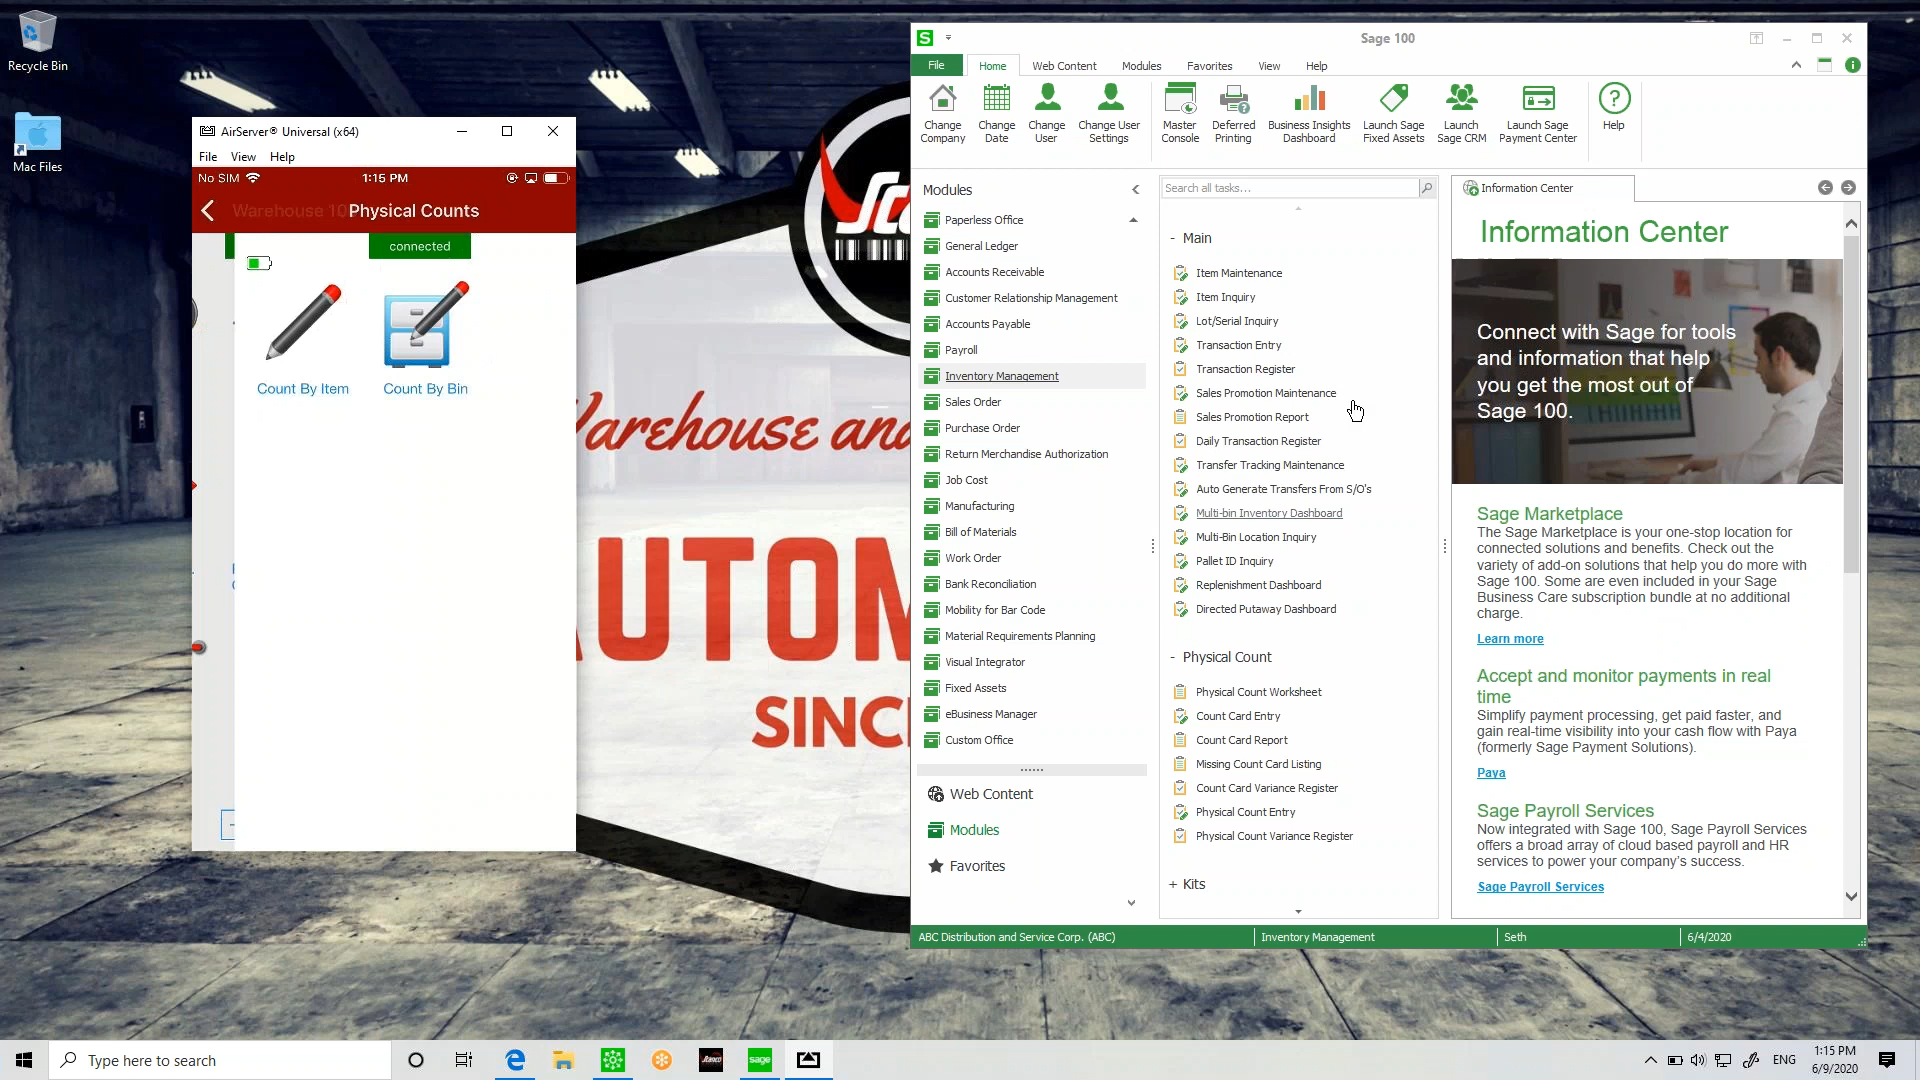 Recycle Bin
Mac Files
AirServer® Universal (x64)
File View Help
No SIM 1:15 PM
Physical Counts
connected
Count By Item
Count By Bin
Warehouse and
SINC
Sage 100
File Home Web Content Modules Favorites View Help
Change Company
Change Date
Change User
Change User Settings
Master Console
Deferred Printing
Business Insights Dashboard
Launch Sage Fixed Assets
Launch Sage CRM
Launch Sage Payment Center
Help
Modules
Paperless Office
General Ledger
Accounts Receivable
Customer Relationship Management
Accounts Payable
Payroll
Inventory Management
Sales Order
Purchase Order
Return Merchandise Authorization
Job Cost
Manufacturing
Bill of Materials
Work Order
Bank Reconciliation
Mobility for Bar Code
Material Requirements Planning
Visual Integrator
Fixed Assets
eBusiness Manager
Custom Office
Web Content
Modules
Favorites
Search all tasks...
- Main
Item Maintenance
Item Inquiry
Lot/Serial Inquiry
Transaction Entry
Transaction Register
Sales Promotion Maintenance
Sales Promotion Report
Daily Transaction Register
Transfer Tracking Maintenance
Auto Generate Transfers From S/O's
Multi-bin Inventory Dashboard
Multi-Bin Location Inquiry
Pallet ID Inquiry
Replenishment Dashboard
Directed Putaway Dashboard
- Physical Count
Physical Count Worksheet
Count Card Entry
Count Card Report
Missing Count Card Listing
Count Card Variance Register
Physical Count Entry
Physical Count Variance Register
+ Kits
Information Center
Information Center
Connect with Sage for tools
and information that help
you get the most out of
Sage 100.
Sage Marketplace
The Sage Marketplace is your one-stop location for
connected solutions and benefits. Check out the
variety of add-on solutions that help you do more with
Sage 100. Some are even included in your Sage
Business Care subscription bundle at no additional
charge.
Learn more
Accept and monitor payments in real
time
Simplify payment processing, get paid faster, and
gain real-time visibility into your cash flow with Paya
(formerly Sage Payment Solutions).
Paya
Sage Payroll Services
Now integrated with Sage 100, Sage Payroll Services
offers a broad array of cloud based payroll and HR
services to power your company's success.
Sage Payroll Services
ABC Distribution and Service Corp. (ABC) Inventory Management Seth 6/4/2020
Type here to search
sage
ENG
1:15 PM
6/9/2020